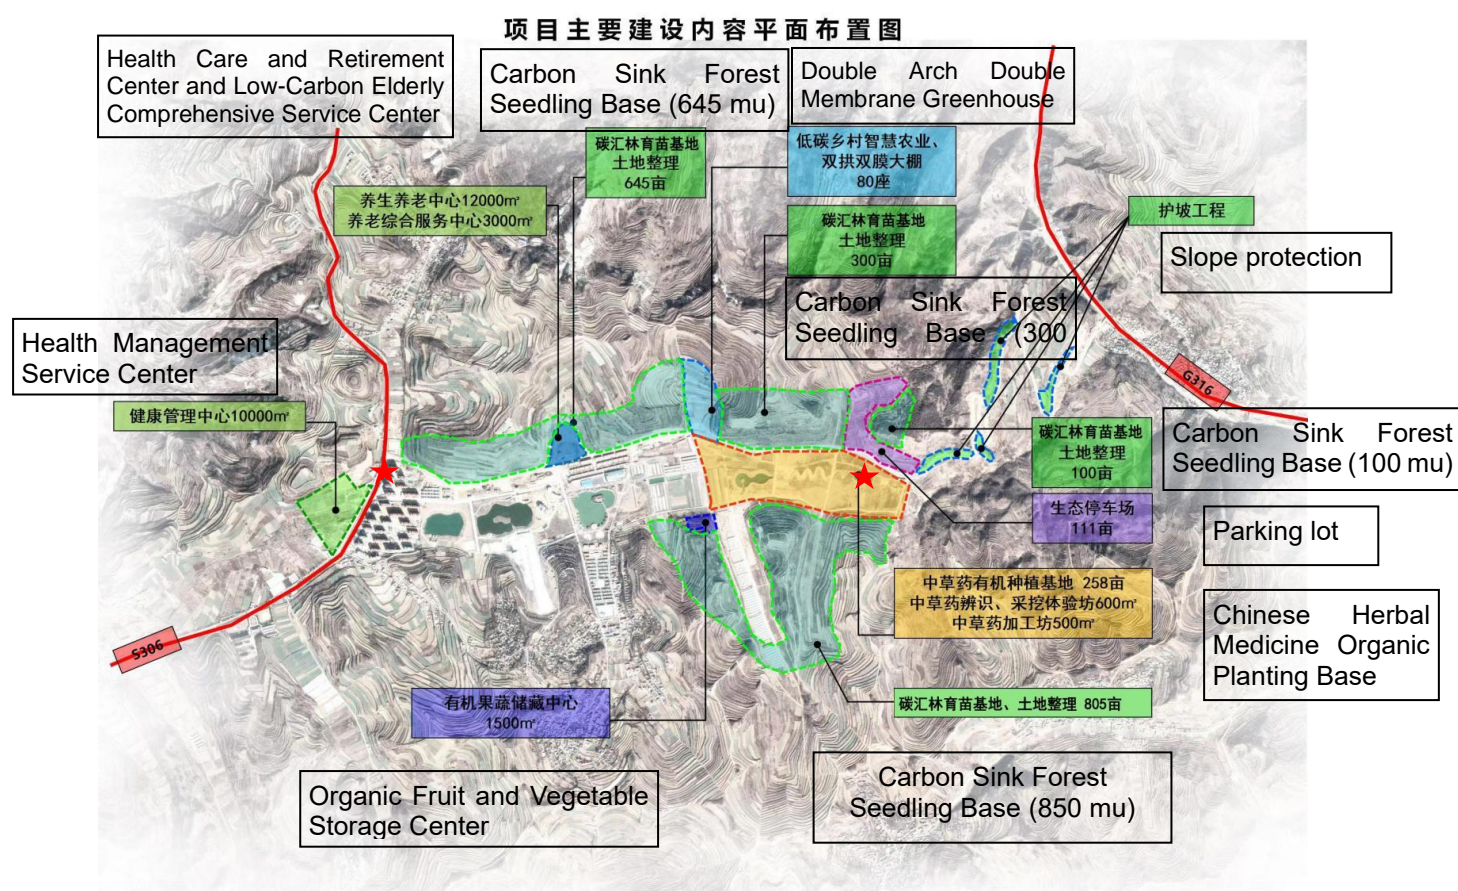 项目主要建设内容平面布置图
Health Care and Retirement
Center and Low-Carbon Elderly
Comprehensive Service Center
Carbon Sink Forest
Seedling Base (645 mu)
Double Arch Double
Membrane Greenhouse
碳汇林育苗基地
土地整理
645亩
低碳乡村智慧农业、
双拱双膜大棚
80座
养生养老中心12000㎡
养老综合服务中心3000㎡
碳汇林育苗基地
土地整理
300亩
护坡工程
Slope protection
Carbon Sink Forest
Seedling Base (300
Health Management
Service Center
健康管理中心10000㎡
G316
碳汇林育苗基地
土地整理
100亩
Carbon Sink Forest
Seedling Base (100 mu)
生态停车场
111亩
Parking lot
中草药有机种植基地 258亩
中草药辨识、采挖体验坊600㎡
中草药加工坊500㎡
Chinese Herbal
Medicine Organic
Planting Base
S306
有机果蔬储藏中心
1500㎡
碳汇林育苗基地、土地整理 805亩
Organic Fruit and Vegetable
Storage Center
Carbon Sink Forest
Seedling Base (850 mu)